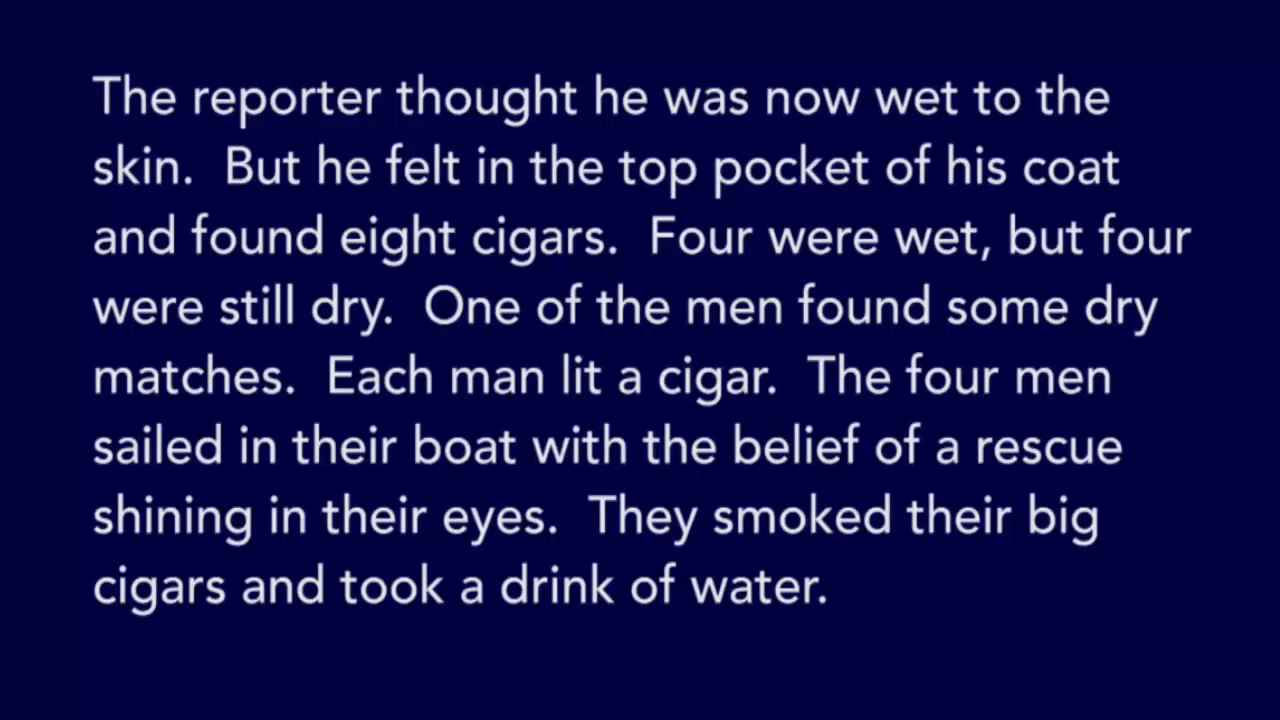 The reporter thought he was now wet to the
skin.  But he felt in the top pocket of his coat
and found eight cigars.  Four were wet, but four
were still dry.  One of the men found some dry
matches.  Each man lit a cigar.  The four men
sailed in their boat with the belief of a rescue
shining in their eyes.  They smoked their big
cigars and took a drink of water.